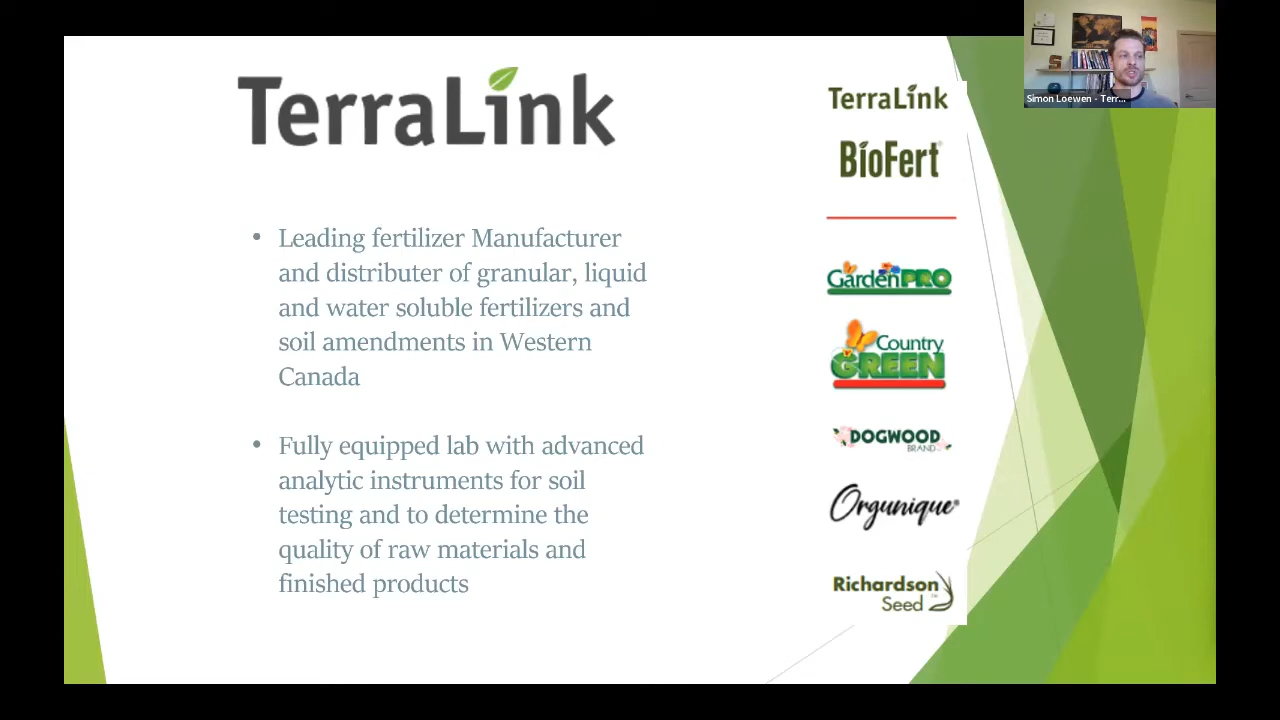 TerraLink
• Leading fertilizer Manufacturer
and distributer of granular, liquid
and water soluble fertilizers and
soil amendments in Western
Canada
• Fully equipped lab with advanced
analytic instruments for soil
testing and to determine the
quality of raw materials and
finished products
TerraLink
BioFert®
GardenPRO
Country
GREEN
DOGWOOD
BRAND
Orgunique®
Richardson
Seed
Simon Loewen - Terr...